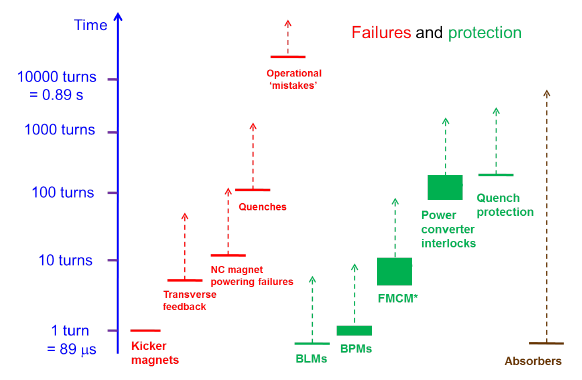 Time
Failures and protection
10000 turns
= 0.89 s
Operational
‘mistakes’
1000 turns
100 turns
Quenches
Power
converter
interlocks
Quench
protection
10 turns
NC magnet
powering failures
Transverse
feedback
FMCM*
1 turn
= 89 µs
Kicker
magnets
BLMs
BPMs
Absorbers